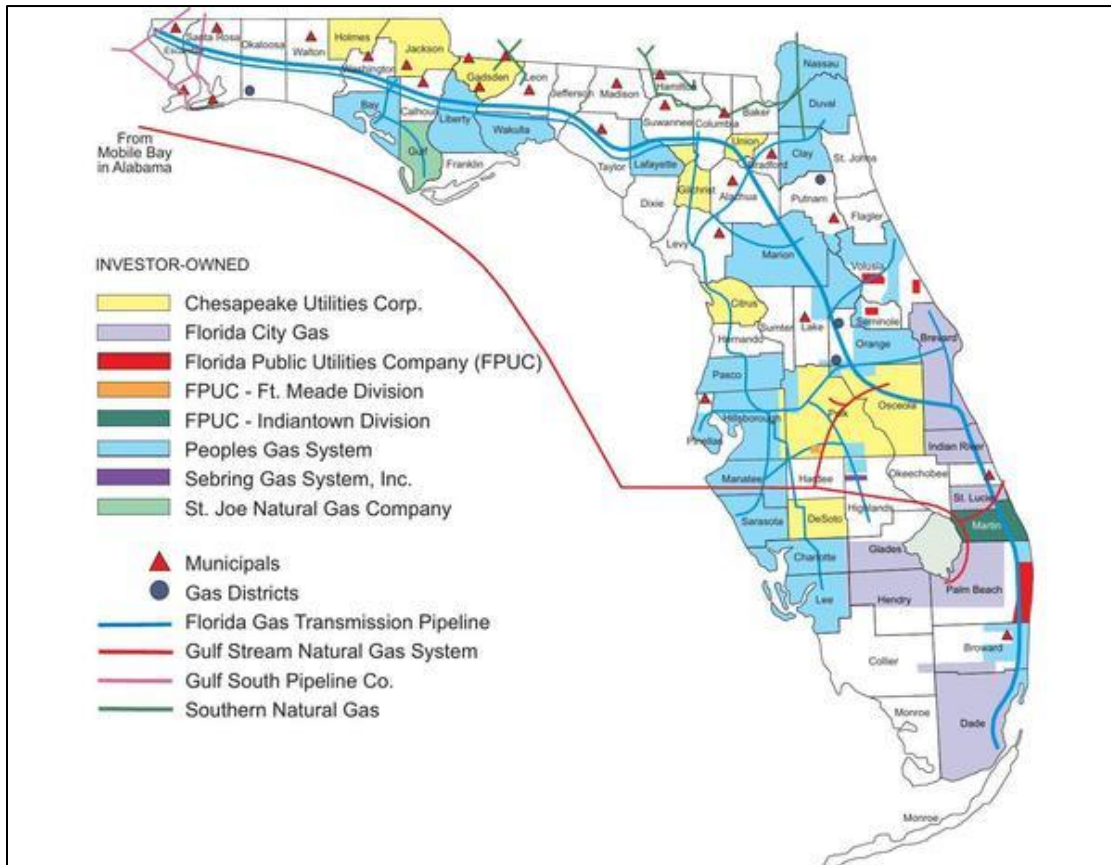 Escambia
Santa Rosa
Okaloosa
Walton
Holmes
Washington
Jackson
Bay
Calhoun
Gulf
Gadsden
Liberty
Franklin
Leon
Wakulla
Jefferson
Madison
Taylor
Hamilton
Suwannee
Lafayette
Dixie
Columbia
Gilchrist
Levy
Baker
Union
Bradford
Alachua
Nassau
Duval
Clay
St. Johns
Putnam
Flagler
Marion
Volusia
Citrus
Sumter
Lake
Seminole
Hernando
Orange
Brevard
Pasco
Hillsborough
Polk
Osceola
Pinellas
Indian River
Manatee
Hardee
Okeechobee
St. Lucie
Sarasota
DeSoto
Highlands
Martin
Charlotte
Glades
Lee
Hendry
Palm Beach
Collier
Broward
Monroe
Dade
Monroe
From
Mobile Bay
in Alabama
INVESTOR-OWNED
Chesapeake Utilities Corp.
Florida City Gas
Florida Public Utilities Company (FPUC)
FPUC - Ft. Meade Division
FPUC - Indiantown Division
Peoples Gas System
Sebring Gas System, Inc.
St. Joe Natural Gas Company
Municipals
Gas Districts
Florida Gas Transmission Pipeline
Gulf Stream Natural Gas System
Gulf South Pipeline Co.
Southern Natural Gas